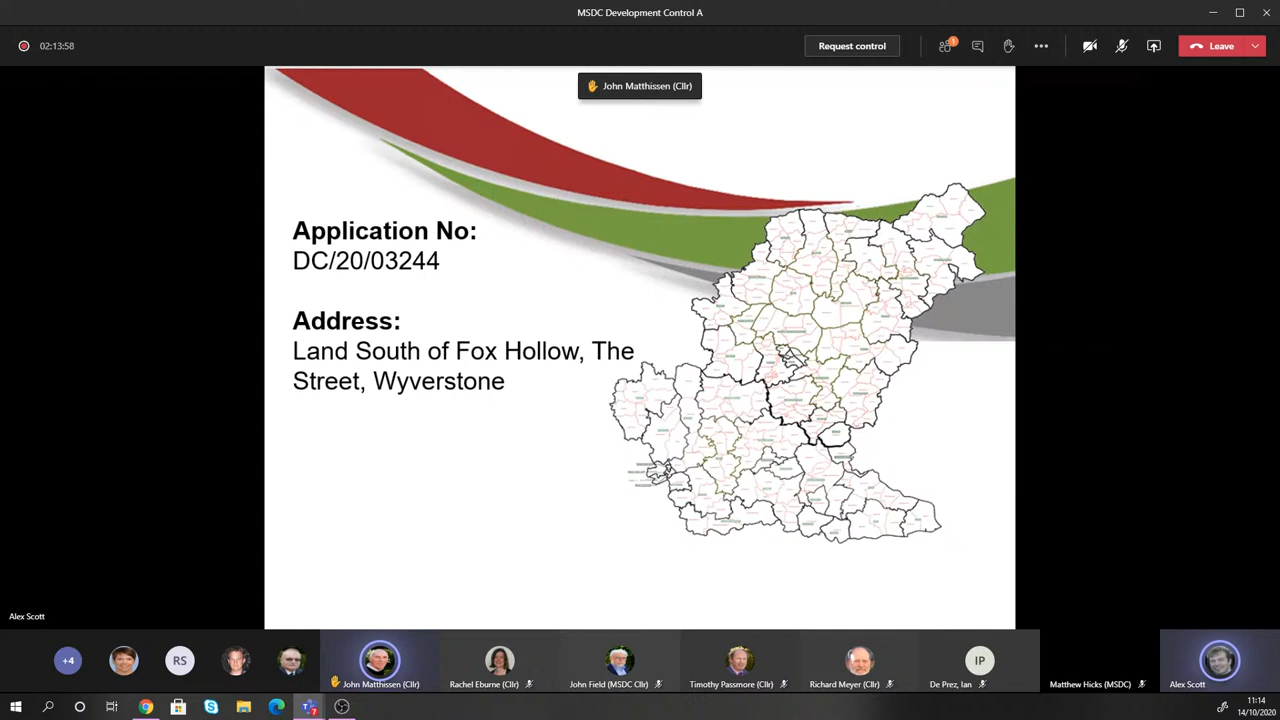 MSDC Development Control A
02:13:58
Request control
1
Leave
John Matthissen (Cllr)
Application No:
DC/20/03244
Address:
Land South of Fox Hollow, The
Street, Wyverstone
Alex Scott
+4
RS
IP
John Matthissen (Cllr)
Rachel Eburne (Cllr)
John Field (MSDC Cllr)
Timothy Passmore (Cllr)
Richard Meyer (Cllr)
De Prez, Ian
Matthew Hicks (MSDC)
Alex Scott
7
11:14
14/10/2020